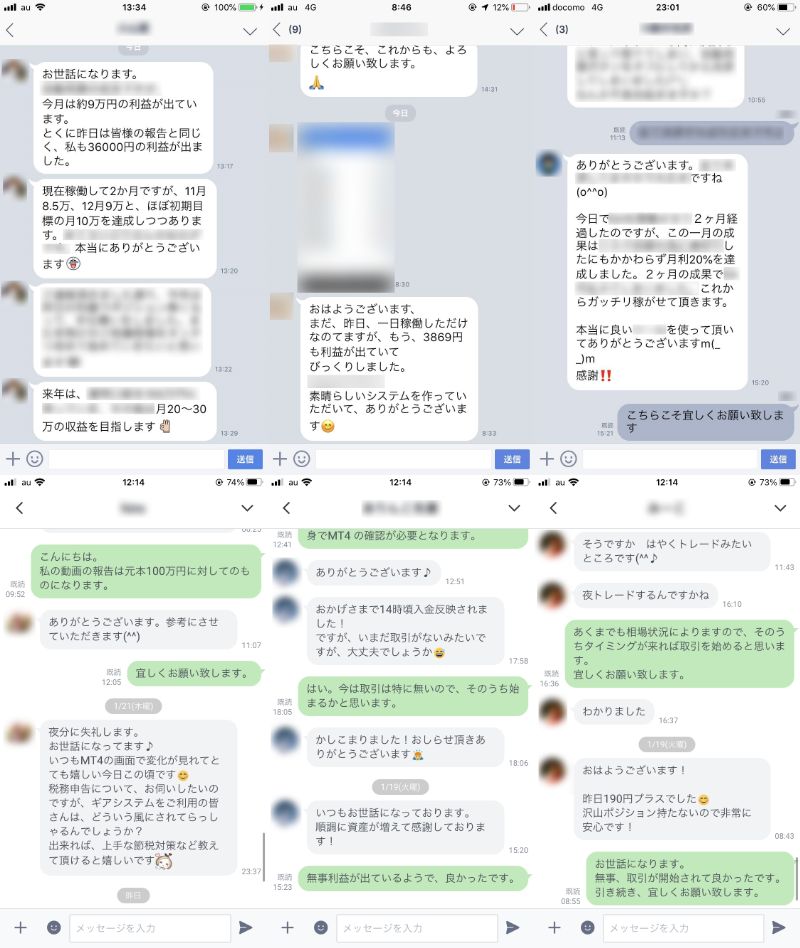 au
13:34
100%
今日
お世話になります。
今月は約9万円の利益が出ています。
とくに昨日は皆様の報告と同じく、私も36000円の利益が出ました。
13:17
現在稼働して2か月ですが、11月
8.5万、12月9万と、ほぼ初期目
標の月10万を達成しつつありま
す。
、本当にありがとうござい
ます
13:20
13:22
来年は、
月20〜30
万の収益を目指します
13:29
送信
au 4G
8:46
12%
(9)
こちらこそ、これからも、よろ
しくお願い致します。
14:31
今日
8:30
おはようございます、
まだ、昨日、一日稼働しただけ
なのてますが、もう、3869円
も利益が出ていて
びっくりしました。
素晴らしいシステムを作ってい
ただいて、ありがとうございま
す
8:33
送信
docomo 4G
23:01
60%
(3)
10:55
既読
11:13
ありがとうございます。
ですね
(o^^o)
今日で
２ヶ月経
過したのですが、この一月の成
果は
し
たにもかかわらず月利20%を達
成しました。２ヶ月の成果で
これか
らガッチリ稼がせて頂きます。
本当に良い
を使って頂い
てありがとうございますm(_
_)m
感謝‼️
15:20
こちらこそ宜しくお願い致しま
す
既読
15:21
送信
au
12:14
74%
こんにちは。
私の動画の報告は元本100万円に対してのも
のになります。
既読
09:52
ありがとうございます。参考にさせ
ていただきます(^^)
11:07
宜しくお願い致します。
既読
12:05
1/21(木曜)
夜分に失礼します。
お世話になってます♪
いつもMT4の画面で変化が見れてと
ても嬉しい今日この頃です
税務申告について、お伺いしたいの
ですが、ギアシステムをご利用の皆
さんは、どういう風にされてらっし
ゃるんでしょうか？
出来れば、上手な節税対策など教え
て頂けると嬉しいです
23:37
昨日
メッセージを入力
au
12:14
73%
身でMT4 の確認が必要となります。
既読
12:41
ありがとうございます♪
12:51
おかげさまで14時頃入金反映されま
した！
ですが、いまだ取引がないみたいで
すが、大丈夫でしょうか
17:58
はい。今は取引は特に無いので、そのうち始
まるかと思います。
既読
18:05
かしこまりました！おしらせ頂きあ
りがとうございます
18:06
1/19(火曜)
いつもお世話になっております。
順調に資産が増えて感謝しておりま
す！
15:20
無事利益が出ているようで、良かったです。
既読
15:23
メッセージを入力
au
12:14
73%
そうですか　はやくトレードみたい
ところです(^^♪
11:43
夜トレードするんですかね
16:10
あくまでも相場状況によりますので、そのう
ちタイミングが来れば取引を始めると思いま
す。
宜しくお願い致します。
既読
16:36
わかりました
16:37
1/19(火曜)
おはようございます！
昨日190円プラスでした
沢山ポジション持たないので非常に
安心です！
08:43
お世話になります。
無事、取引が開始されて良かったです。
引き続き、宜しくお願い致します。
既読
08:55
メッセージを入力